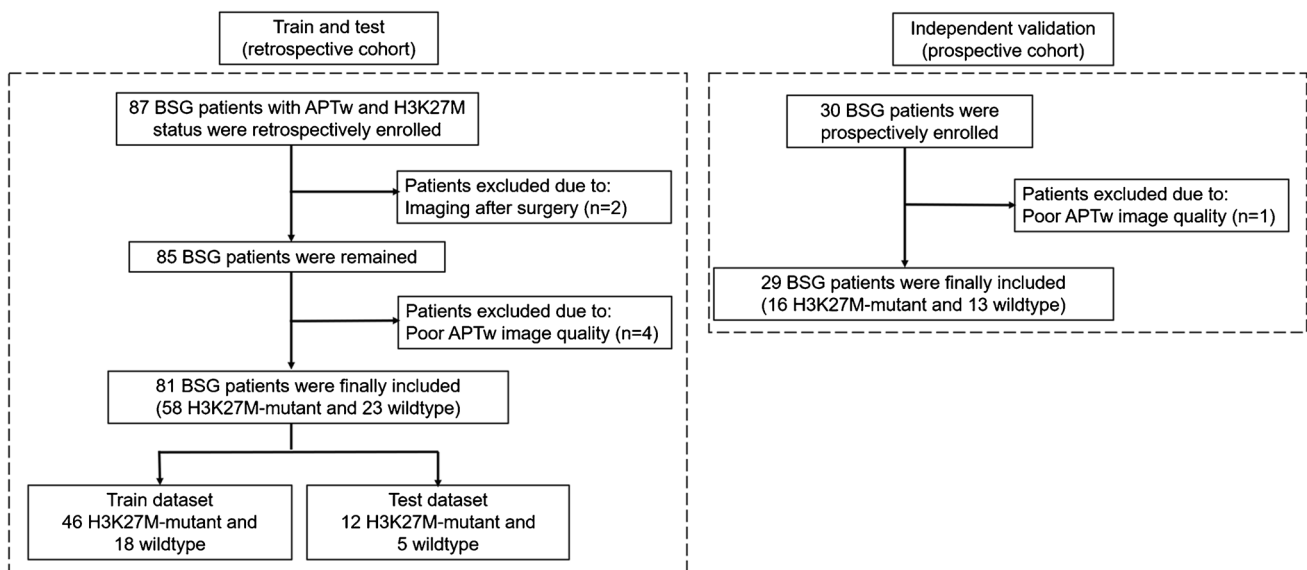 Train and test
(retrospective cohort)
87 BSG patients with APTw and H3K27M
status were retrospectively enrolled
Patients excluded due to:
Imaging after surgery (n=2)
85 BSG patients were remained
Patients excluded due to:
Poor APTw image quality (n=4)
81 BSG patients were finally included
(58 H3K27M-mutant and 23 wildtype)
Train dataset
46 H3K27M-mutant and
18 wildtype
Test dataset
12 H3K27M-mutant and
5 wildtype
Independent validation
(prospective cohort)
30 BSG patients were
prospectively enrolled
Patients excluded due to:
Poor APTw image quality (n=1)
29 BSG patients were finally included
(16 H3K27M-mutant and 13 wildtype)